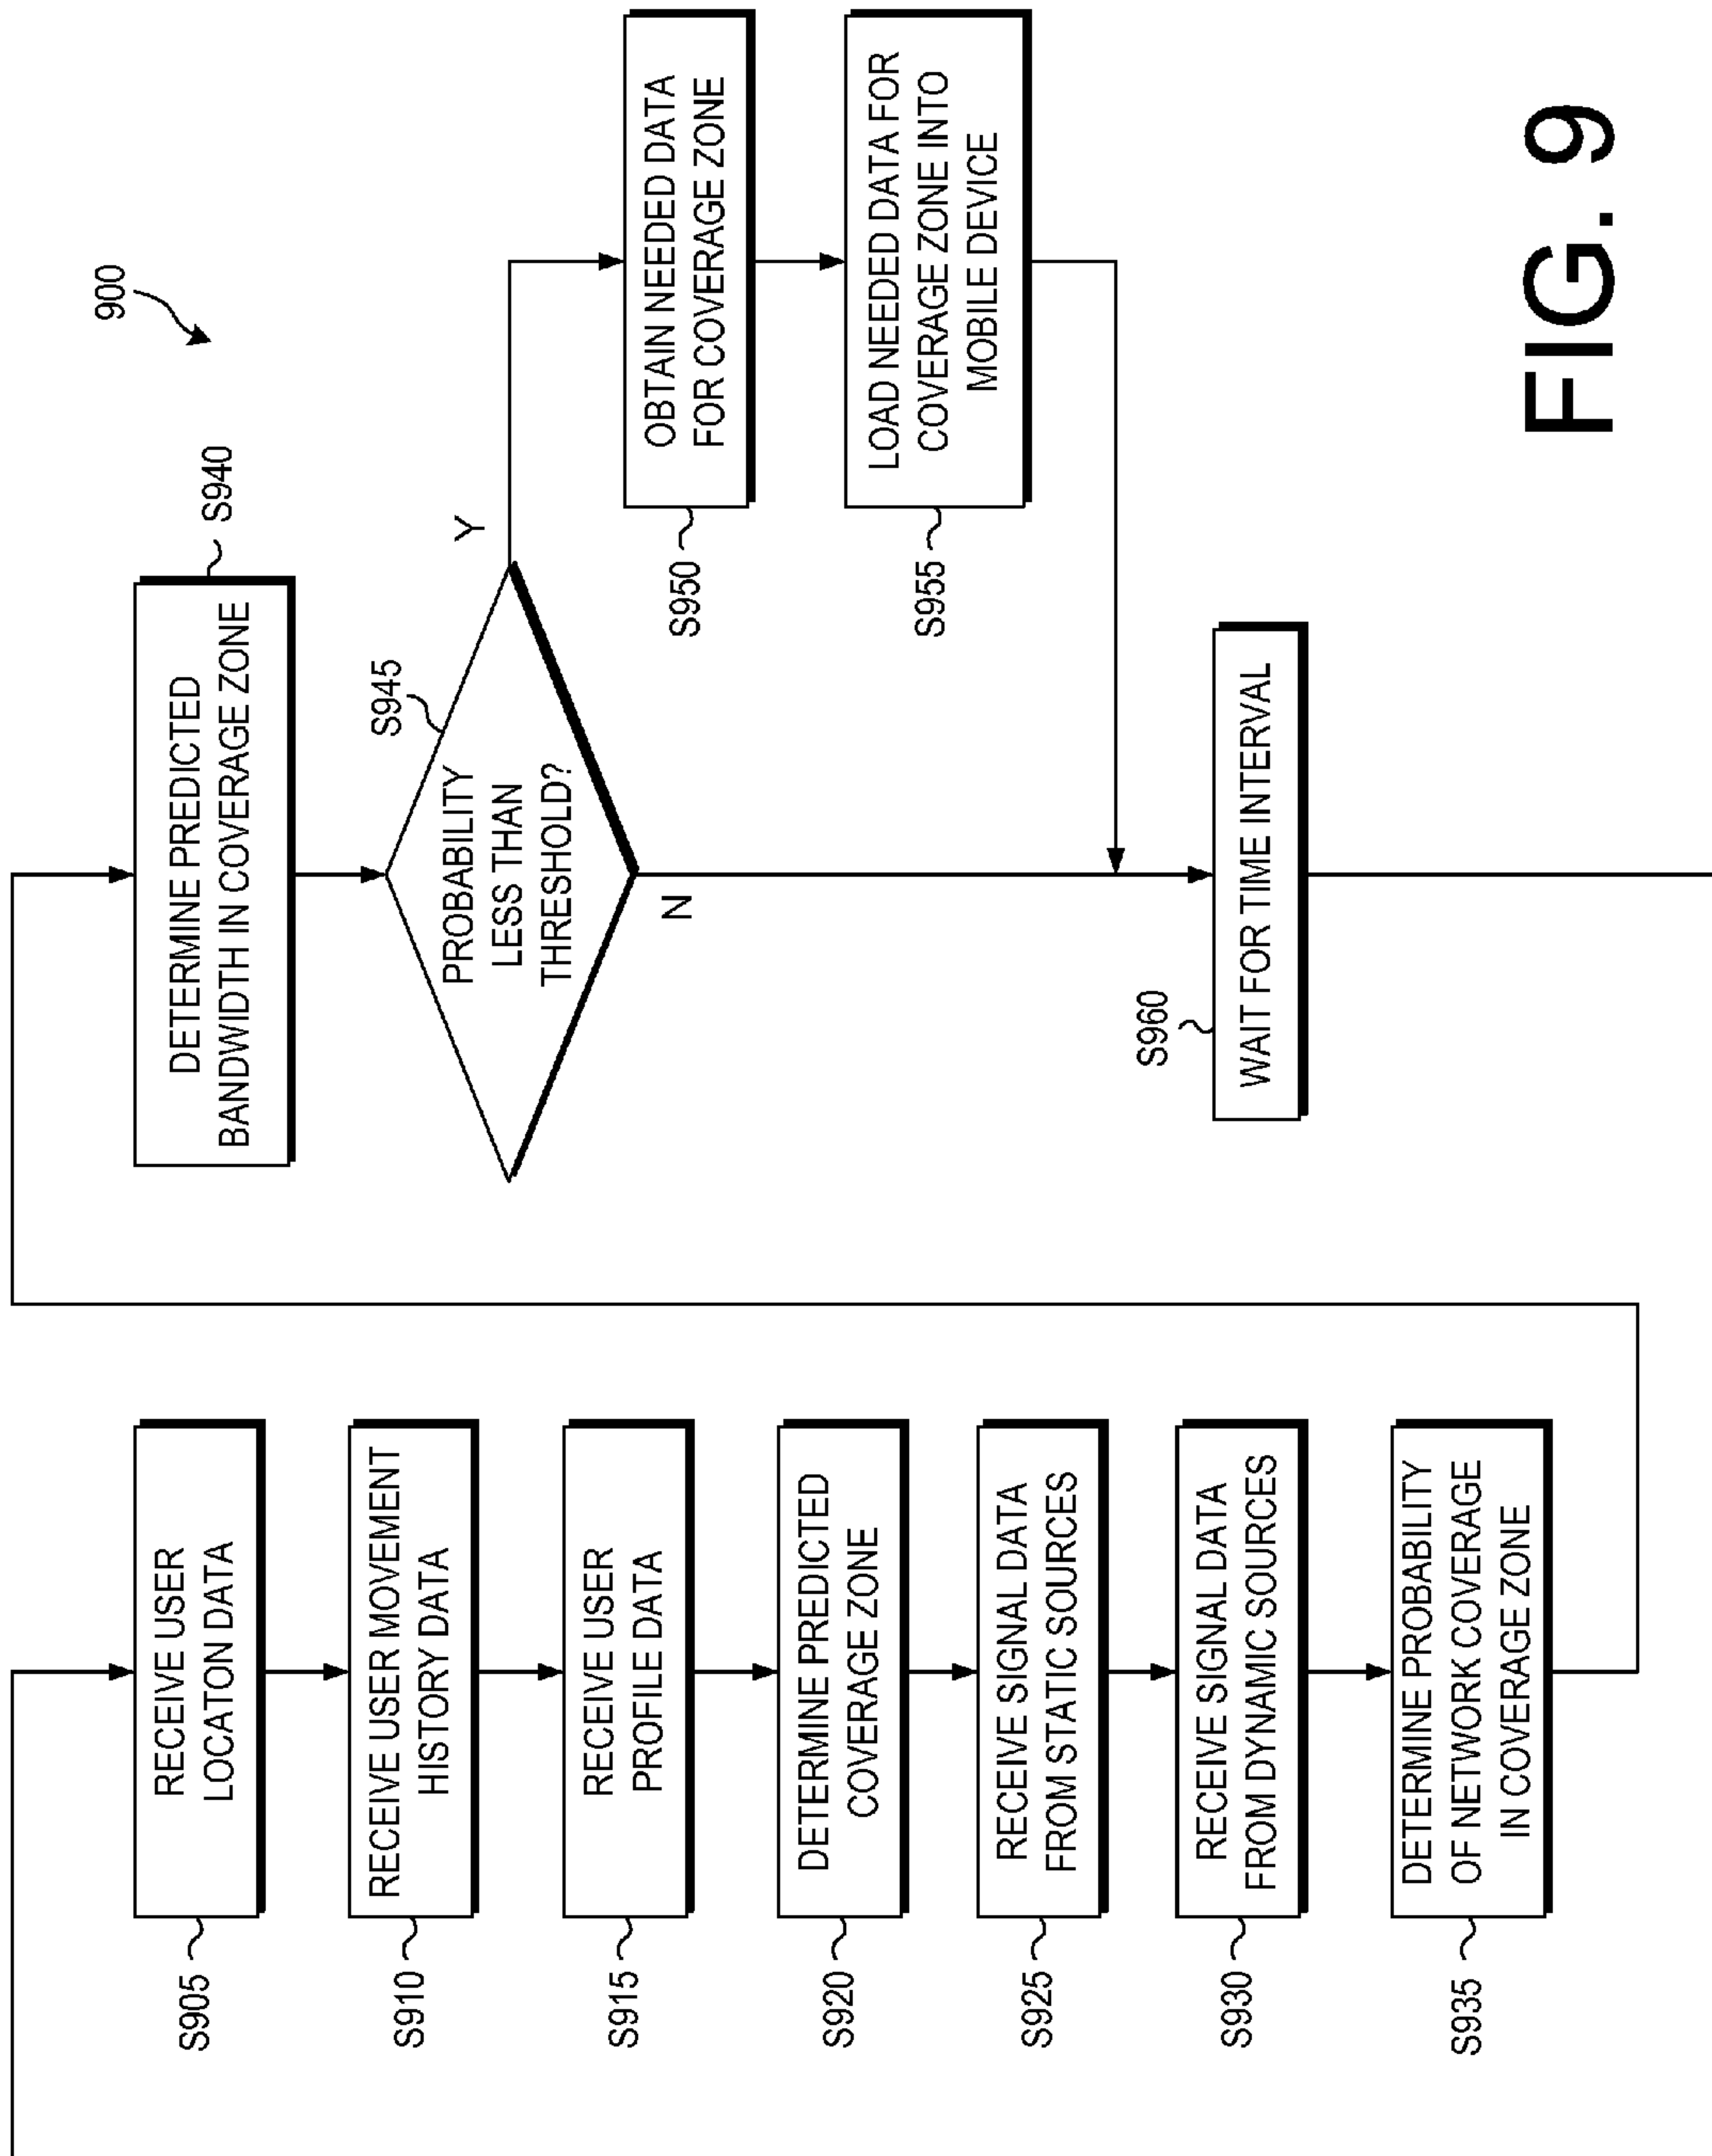 900
S905
RECEIVE USER
LOCATON DATA
S910
RECEIVE USER MOVEMENT
HISTORY DATA
S915
RECEIVE USER
PROFILE DATA
S920
DETERMINE PREDICTED
COVERAGE ZONE
S925
RECEIVE SIGNAL DATA
FROM STATIC SOURCES
S930
RECEIVE SIGNAL DATA
FROM DYNAMIC SOURCES
S935
DETERMINE PROBABILITY
OF NETWORK COVERAGE
IN COVERAGE ZONE
S940
DETERMINE PREDICTED
BANDWIDTH IN COVERAGE ZONE
S945
PROBABILITY
LESS THAN
THRESHOLD?
Y
N
S950
OBTAIN NEEDED DATA
FOR COVERAGE ZONE
S955
LOAD NEEDED DATA FOR
COVERAGE ZONE INTO
MOBILE DEVICE
S960
WAIT FOR TIME INTERVAL
FIG. 9